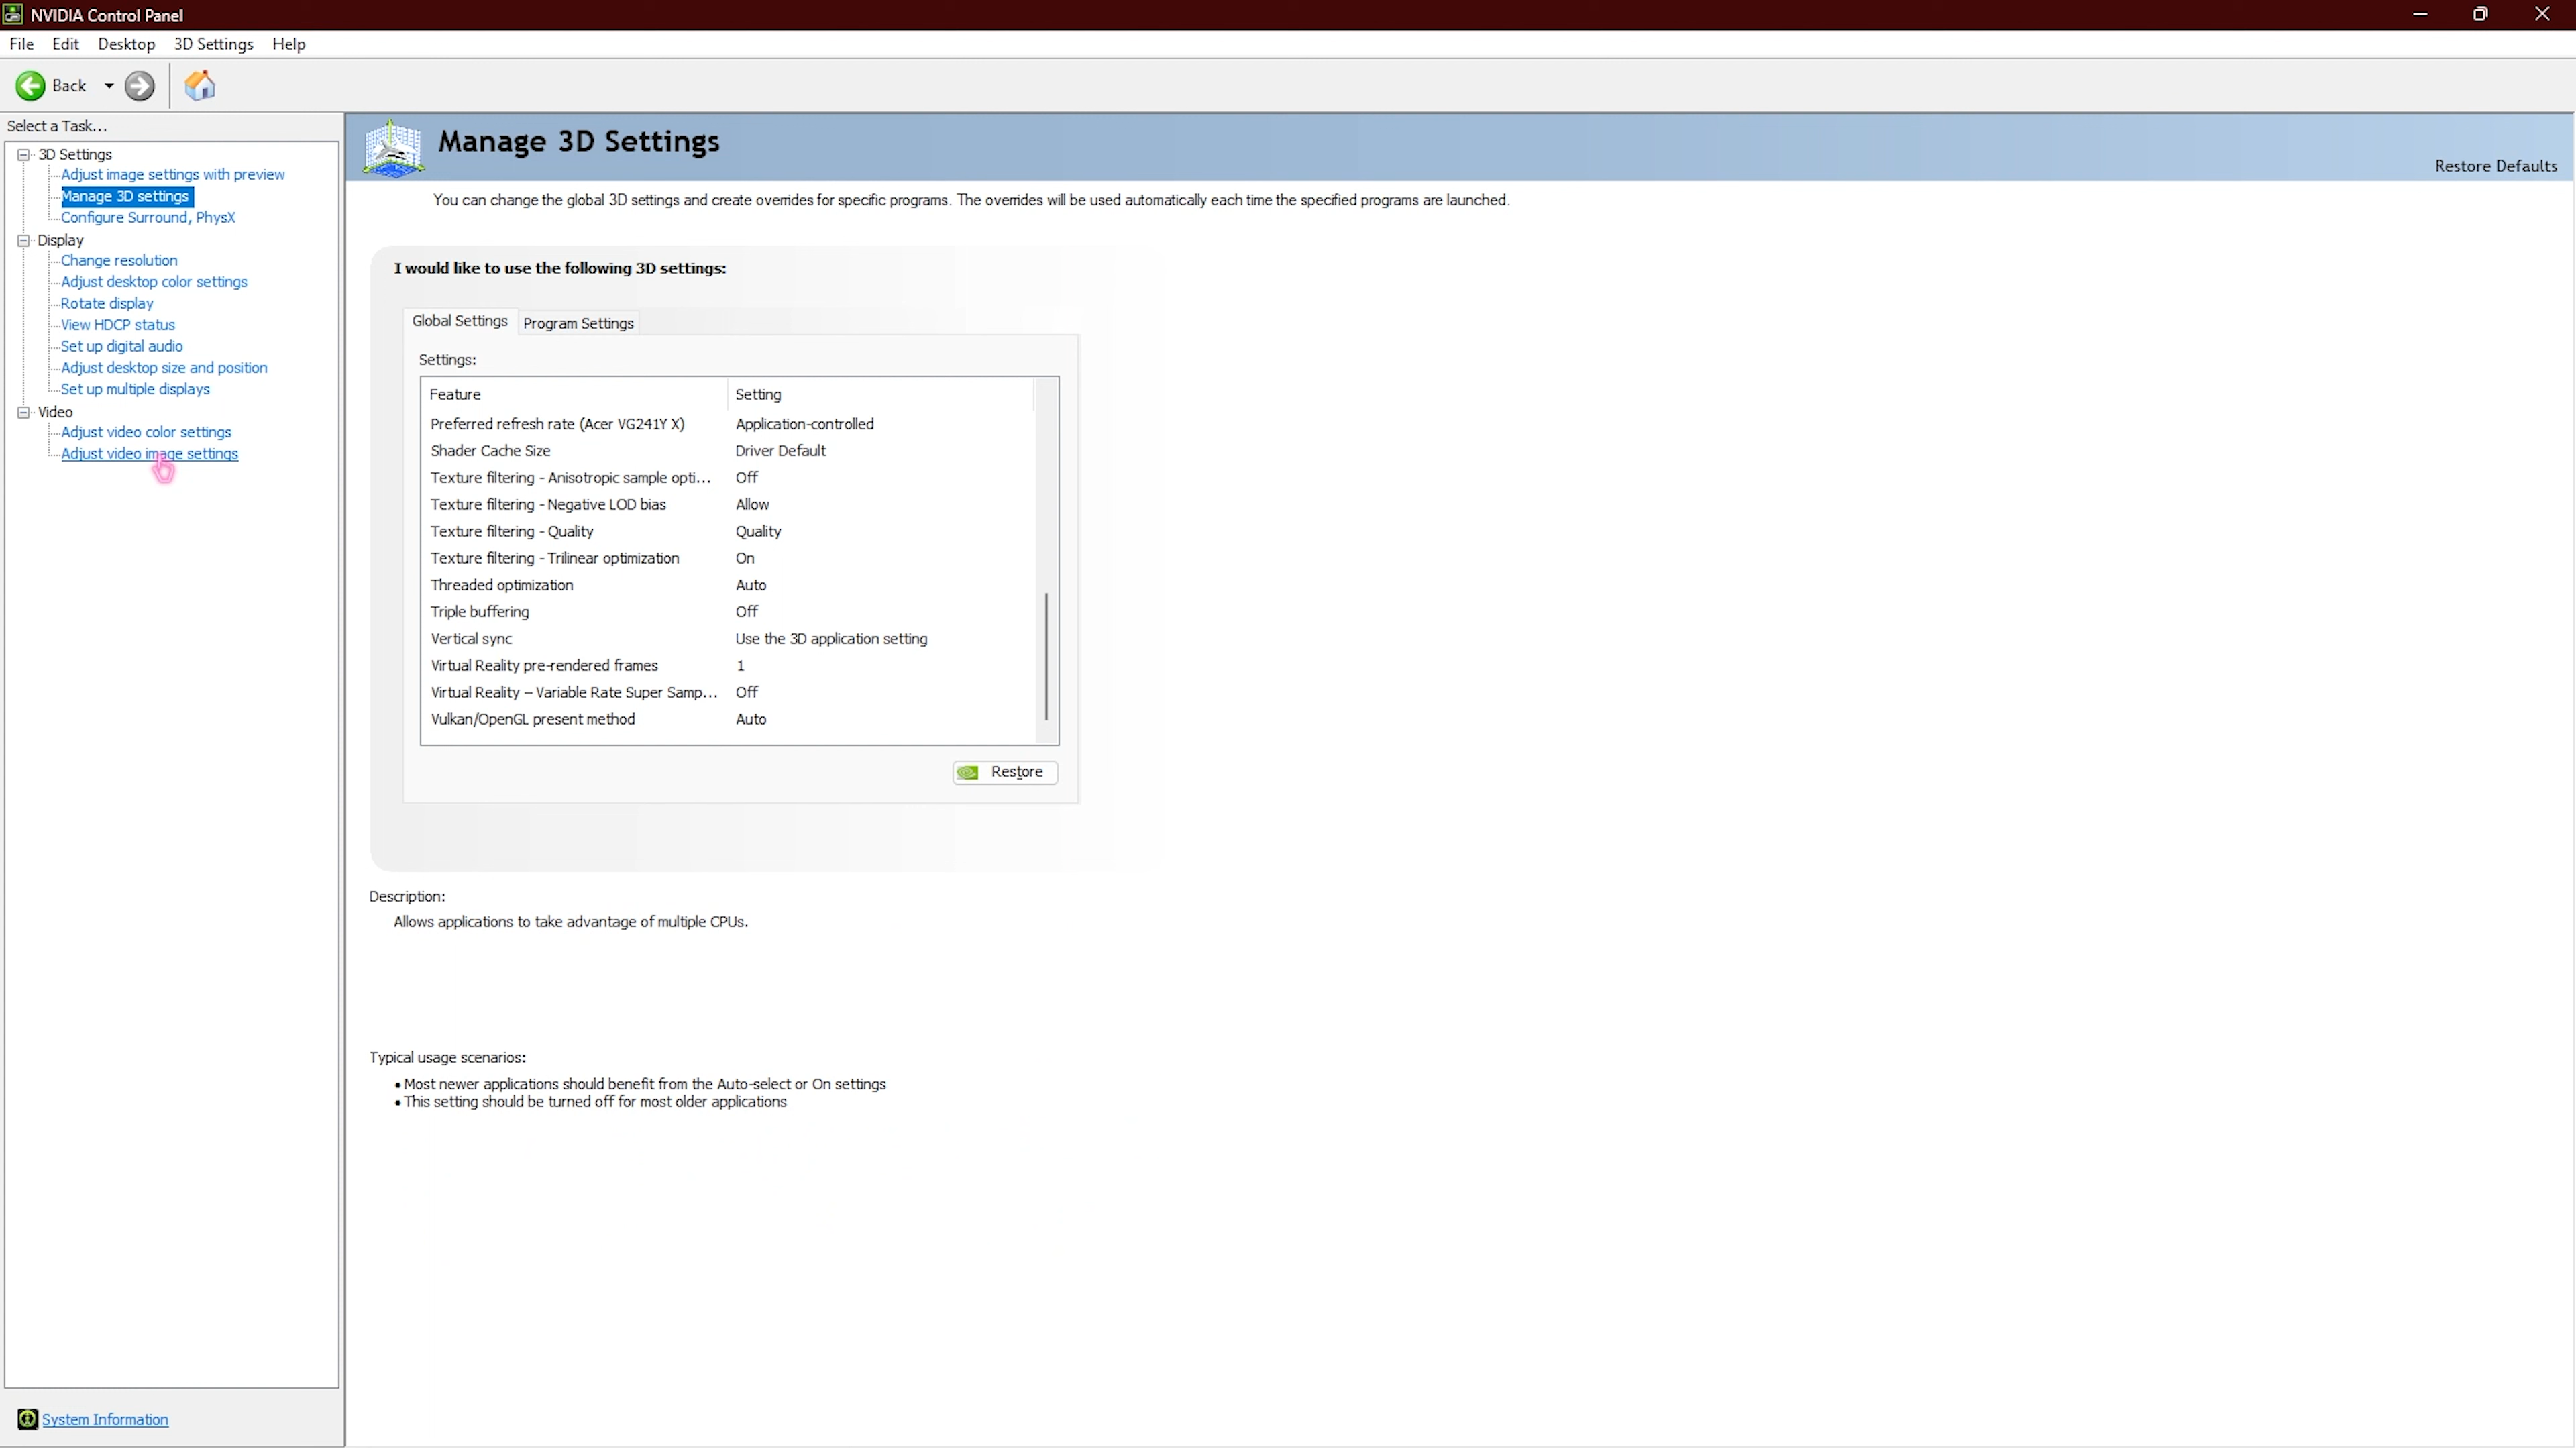 NVIDIA Control Panel
File Edit Desktop 3D Settings Help
Back
Select a Task...
3D Settings
Adjust image settings with preview
Manage 3D settings
Configure Surround, PhysX
Display
Change resolution
Adjust desktop color settings
Rotate display
View HDCP status
Set up digital audio
Adjust desktop size and position
Set up multiple displays
Video
Adjust video color settings
Adjust video image settings
System Information
Manage 3D Settings
Restore Defaults
You can change the global 3D settings and create overrides for specific programs. The overrides will be used automatically each time the specified programs are launched.
I would like to use the following 3D settings:
Global Settings Program Settings
Settings:
Feature Setting
Preferred refresh rate (Acer VG241Y X) Application-controlled
Shader Cache Size Driver Default
Texture filtering - Anisotropic sample opti... Off
Texture filtering - Negative LOD bias Allow
Texture filtering - Quality Quality
Texture filtering - Trilinear optimization On
Threaded optimization Auto
Triple buffering Off
Vertical sync Use the 3D application setting
Virtual Reality pre-rendered frames 1
Virtual Reality – Variable Rate Super Samp... Off
Vulkan/OpenGL present method Auto
Restore
Description:
Allows applications to take advantage of multiple CPUs.
Typical usage scenarios:
• Most newer applications should benefit from the Auto-select or On settings
• This setting should be turned off for most older applications